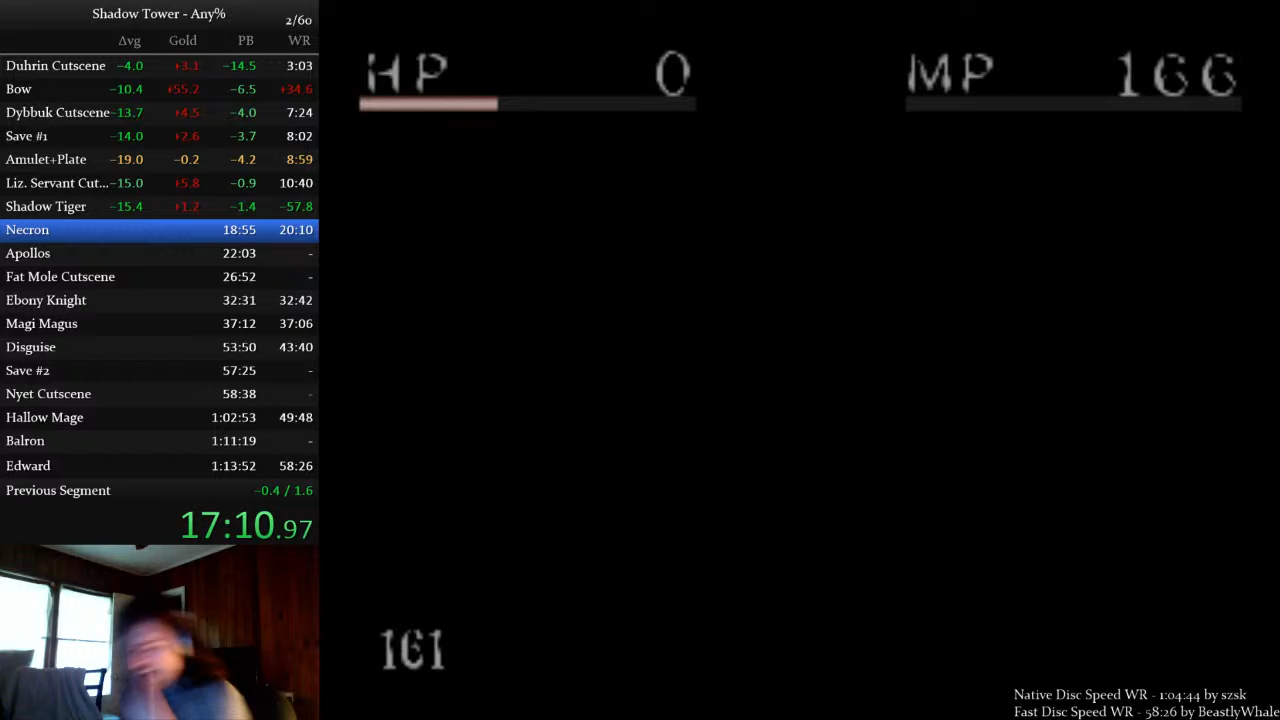 Shadow Tower - Any%
2/60
Δvg Gold PB WR
Duhrin Cutscene −4.0 +3.1 −14.5 3:03
Bow −10.4 +55.2 −6.5 +34.6
Dybbuk Cutscene −13.7 +4.5 −4.0 7:24
Save #1 −14.0 +2.6 −3.7 8:02
Amulet+Plate −19.0 −0.2 −4.2 8:59
Liz. Servant Cut... −15.0 +5.8 −0.9 10:40
Shadow Tiger −15.4 +1.2 −1.4 −57.8
Necron 18:55 20:10
Apollos 22:03 -
Fat Mole Cutscene 26:52 -
Ebony Knight 32:31 32:42
Magi Magus 37:12 37:06
Disguise 53:50 43:40
Save #2 57:25 -
Nyet Cutscene 58:38 -
Hallow Mage 1:02:53 49:48
Balron 1:11:19 -
Edward 1:13:52 58:26
Previous Segment −0.4 / 1.6
17:10.97
HP 0 MP 166
161
Native Disc Speed WR - 1:04:44 by szsk
Fast Disc Speed WR - 58:26 by BeastlyWhale